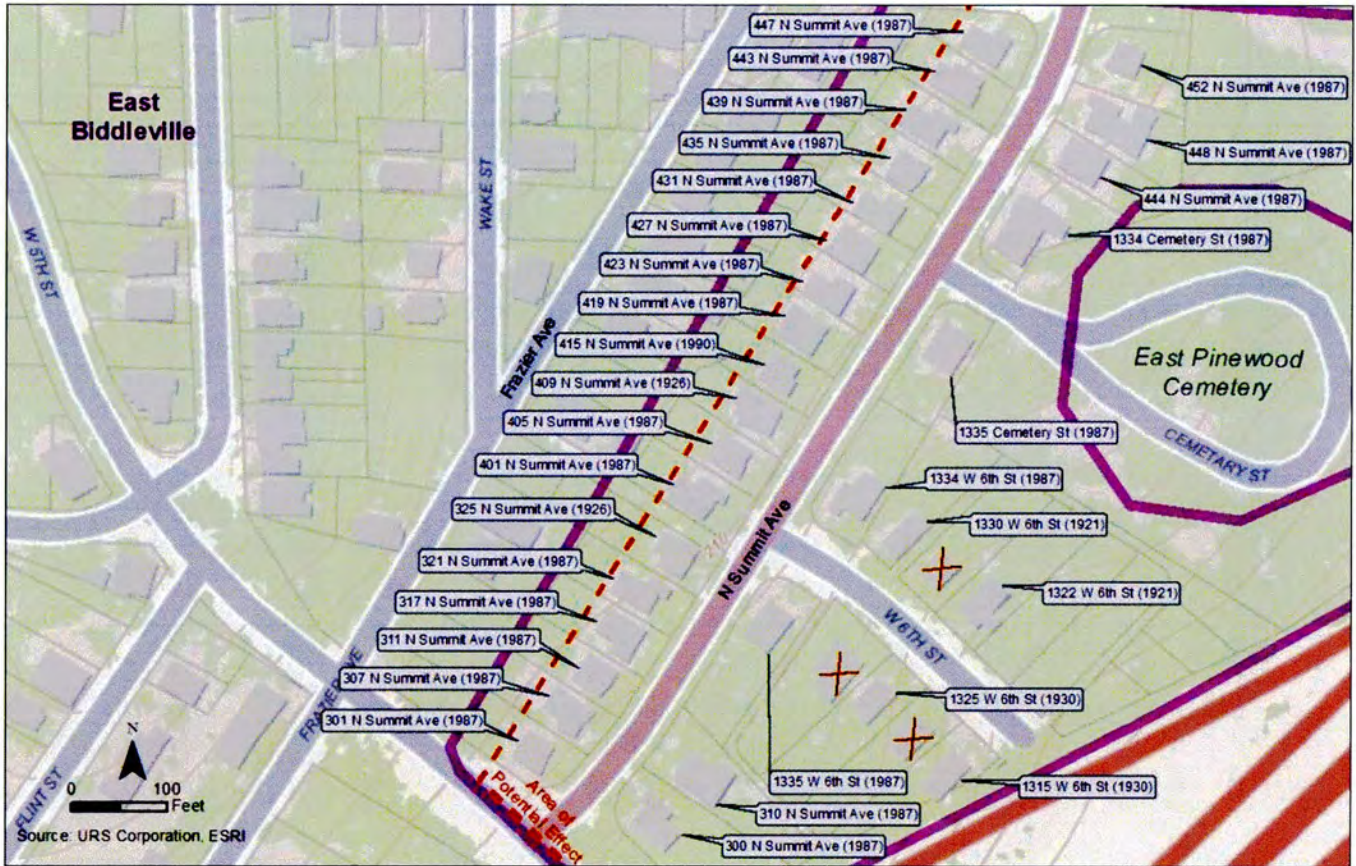 447 N Summit Ave (1987)
443 N Summit Ave (1987)
439 N Summit Ave (1987)
435 N Summit Ave (1987)
431 N Summit Ave (1987)
427 N Summit Ave (1987)
423 N Summit Ave (1987)
419 N Summit Ave (1987)
415 N Summit Ave (1990)
409 N Summit Ave (1926)
405 N Summit Ave (1987)
401 N Summit Ave (1987)
325 N Summit Ave (1926)
321 N Summit Ave (1987)
317 N Summit Ave (1987)
311 N Summit Ave (1987)
307 N Summit Ave (1987)
301 N Summit Ave (1987)
452 N Summit Ave (1987)
448 N Summit Ave (1987)
444 N Summit Ave (1987)
1334 Cemetery St (1987)
1335 Cemetery St (1987)
1334 W 6th St (1987)
1330 W 6th St (1921)
1322 W 6th St (1921)
1325 W 6th St (1930)
1335 W 6th St (1987)
1315 W 6th St (1930)
310 N Summit Ave (1987)
300 N Summit Ave (1987)
East
Biddleville
W 5TH ST
WAKE ST
Frazier Ave
FRAZIER AVE
FLINT ST
N Summit Ave
W 6TH ST
CEMETARY ST
East Pinewood
Cemetery
Area of
Potential Effect
N
0 100
Feet
Source: URS Corporation, ESRI